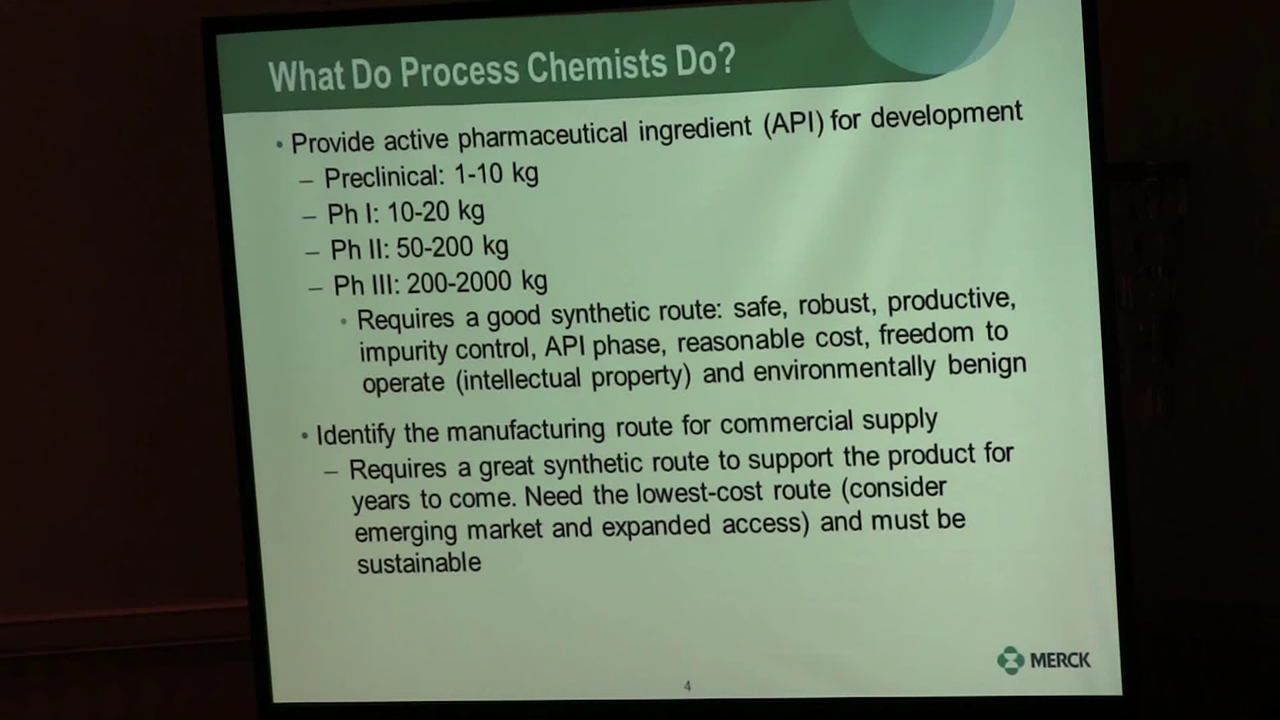 What Do Process Chemists Do?
• Provide active pharmaceutical ingredient (API) for development
– Preclinical: 1-10 kg
– Ph I: 10-20 kg
– Ph II: 50-200 kg
– Ph III: 200-2000 kg
• Requires a good synthetic route: safe, robust, productive,
impurity control, API phase, reasonable cost, freedom to
operate (intellectual property) and environmentally benign
• Identify the manufacturing route for commercial supply
– Requires a great synthetic route to support the product for
years to come. Need the lowest-cost route (consider
emerging market and expanded access) and must be
sustainable
MERCK
4